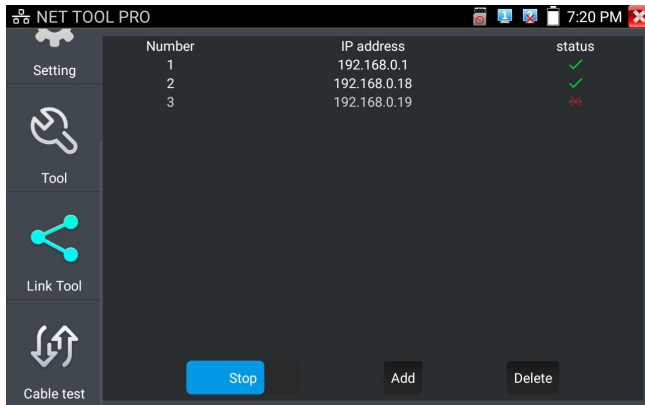 NET TOOL PRO
7:20 PM
Setting
Tool
Link Tool
Cable test
Number IP address status
1 192.168.0.1
2 192.168.0.18
3 192.168.0.19
Stop Add Delete